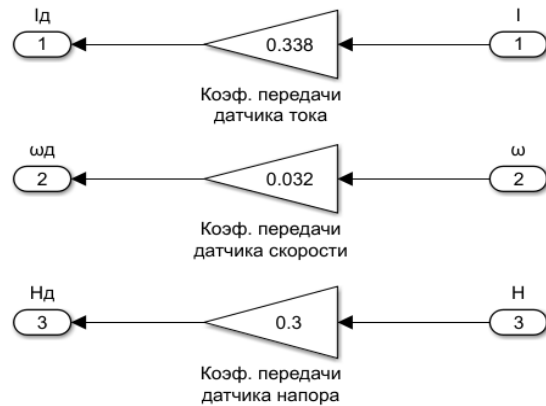 Iд
I
1
0.338
1
Коэф. передачи
датчика тока
ωд
ω
2
0.032
2
Коэф. передачи
датчика скорости
Hд
H
3
0.3
3
Коэф. передачи
датчика напора